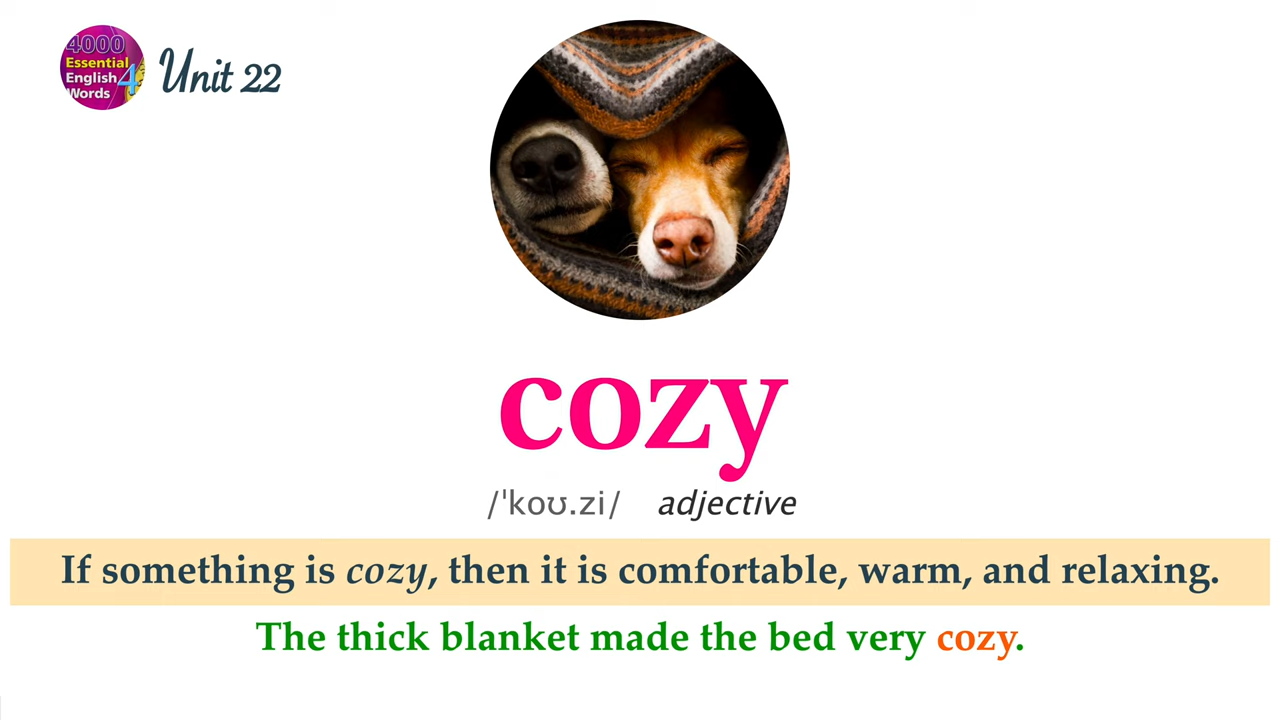 4000
Essential
English 4
Words
Unit 22
cozy
/ˈkoʊ.zi/ adjective
If something is cozy, then it is comfortable, warm, and relaxing.
The thick blanket made the bed very cozy.